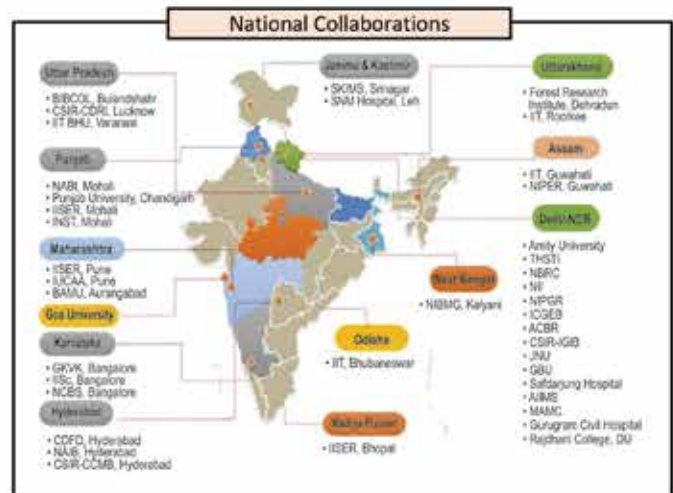 National Collaborations
Uttar Pradesh
• BIBCOL, Bulandshahr
• CSIR-CDRI, Lucknow
• IIT BHU, Varanasi
Punjab
• NABI, Mohali
• Punjab University, Chandigarh
• IISER, Mohali
• INST, Mohali
Maharashtra
• IISER, Pune
• IUCAA, Pune
• BAMU, Aurangabad
Goa University
Karnataka
• GKVK, Bangalore
• IISc, Bangalore
• NCBS, Bangalore
Hyderabad
• CDFD, Hyderabad
• NAIB, Hyderabad
• CSIR-CCMB, Hyderabad
Jammu & Kashmir
• SKIMS, Srinagar
• SNM Hospital, Leh
West Bengal
• NIBMG, Kalyani
Odisha
• IIT, Bhubaneswar
• IISER, Bhopal
Uttarakhand
• Forest Research
Institute, Dehradun
• IIT, Roorkee
Assam
• IIT, Guwahati
• NIPER, Guwahati
Delhi-NCR
• Amity University
• THSTI
• NBRC
• NII
• NIPGR
• ICGEB
• ACBR
• CSIR-IGIB
• JNU
• GBU
• Safdarjung Hospital
• AIIMS
• MAMC
• Gurugram Civil Hospital
• Rajdhani College, DU